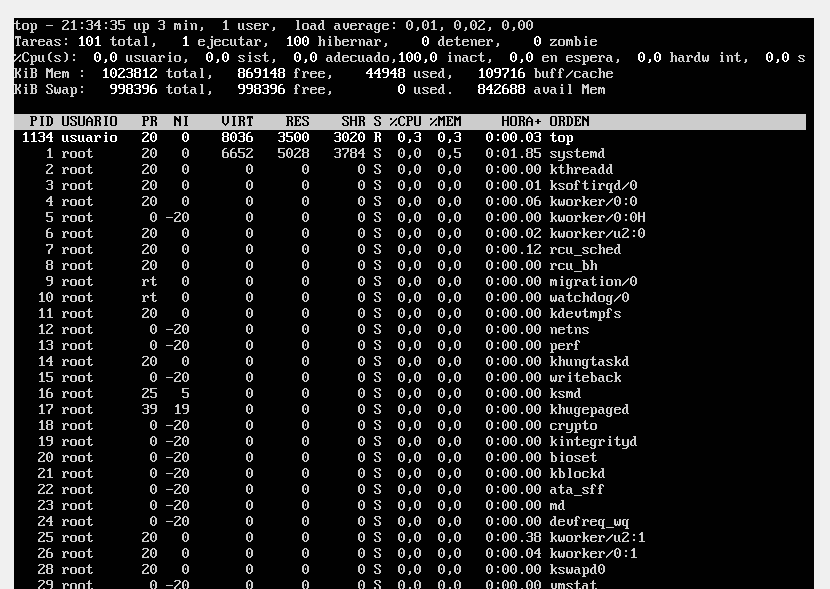 top - 21:34:35 up 3 min,  1 user,  load average: 0,01, 0,02, 0,00
Tareas: 101 total,   1 ejecutar, 100 hibernar,    0 detener,    0 zombie
%Cpu(s):  0,0 usuario,  0,0 sist,  0,0 adecuado,100,0 inact,  0,0 en espera,  0,0 hardw int,  0,0 s
KiB Mem :  1023812 total,   869148 free,    44948 used,   109716 buff/cache
KiB Swap:   998396 total,   998396 free,        0 used.   842688 avail Mem
PID USUARIO   PR  NI    VIRT    RES    SHR S %CPU %MEM     HORA+ ORDEN
1134 usuario   20   0    8036   3500   3020 R  0,3  0,3   0:00.03 top
1 root      20   0    6652   5028   3784 S  0,0  0,5   0:01.85 systemd
2 root      20   0       0      0      0 S  0,0  0,0   0:00.00 kthreadd
3 root      20   0       0      0      0 S  0,0  0,0   0:00.01 ksoftirqd/0
4 root      20   0       0      0      0 S  0,0  0,0   0:00.06 kworker/0:0
5 root       0 -20       0      0      0 S  0,0  0,0   0:00.00 kworker/0:0H
6 root      20   0       0      0      0 S  0,0  0,0   0:00.02 kworker/u2:0
7 root      20   0       0      0      0 S  0,0  0,0   0:00.12 rcu_sched
8 root      20   0       0      0      0 S  0,0  0,0   0:00.00 rcu_bh
9 root      rt   0       0      0      0 S  0,0  0,0   0:00.00 migration/0
10 root      rt   0       0      0      0 S  0,0  0,0   0:00.00 watchdog/0
11 root      20   0       0      0      0 S  0,0  0,0   0:00.00 kdevtmpfs
12 root       0 -20       0      0      0 S  0,0  0,0   0:00.00 netns
13 root       0 -20       0      0      0 S  0,0  0,0   0:00.00 perf
14 root      20   0       0      0      0 S  0,0  0,0   0:00.00 khungtaskd
15 root       0 -20       0      0      0 S  0,0  0,0   0:00.00 writeback
16 root      25   5       0      0      0 S  0,0  0,0   0:00.00 ksmd
17 root      39  19       0      0      0 S  0,0  0,0   0:00.00 khugepaged
18 root       0 -20       0      0      0 S  0,0  0,0   0:00.00 crypto
19 root       0 -20       0      0      0 S  0,0  0,0   0:00.00 kintegrityd
20 root       0 -20       0      0      0 S  0,0  0,0   0:00.00 bioset
21 root       0 -20       0      0      0 S  0,0  0,0   0:00.00 kblockd
22 root       0 -20       0      0      0 S  0,0  0,0   0:00.00 ata_sff
23 root       0 -20       0      0      0 S  0,0  0,0   0:00.00 md
24 root       0 -20       0      0      0 S  0,0  0,0   0:00.00 devfreq_wq
25 root      20   0       0      0      0 S  0,0  0,0   0:00.38 kworker/u2:1
26 root      20   0       0      0      0 S  0,0  0,0   0:00.04 kworker/0:1
28 root      20   0       0      0      0 S  0,0  0,0   0:00.00 kswapd0
29 root       0 -20       0      0      0 S  0,0  0,0   0:00.00 vmstat